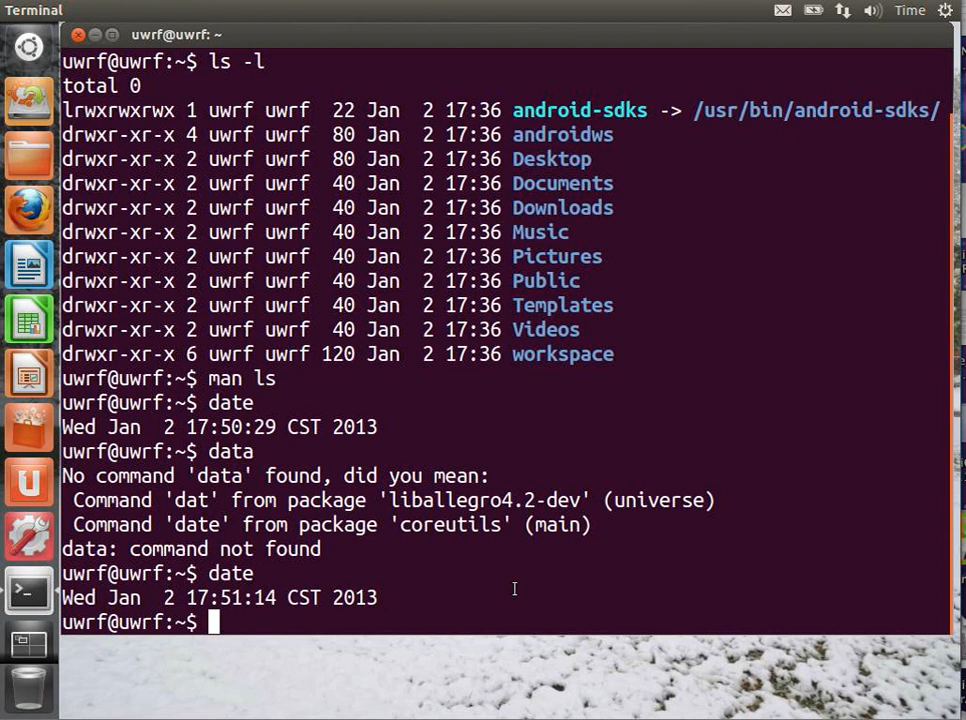 Terminal
Time
uwrf@uwrf: ~
uwrf@uwrf:~$ ls -l
total 0
lrwxrwxrwx 1 uwrf uwrf  22 Jan  2 17:36 android-sdks -> /usr/bin/android-sdks/
drwxr-xr-x 4 uwrf uwrf  80 Jan  2 17:36 androidws
drwxr-xr-x 2 uwrf uwrf  80 Jan  2 17:36 Desktop
drwxr-xr-x 2 uwrf uwrf  40 Jan  2 17:36 Documents
drwxr-xr-x 2 uwrf uwrf  40 Jan  2 17:36 Downloads
drwxr-xr-x 2 uwrf uwrf  40 Jan  2 17:36 Music
drwxr-xr-x 2 uwrf uwrf  40 Jan  2 17:36 Pictures
drwxr-xr-x 2 uwrf uwrf  40 Jan  2 17:36 Public
drwxr-xr-x 2 uwrf uwrf  40 Jan  2 17:36 Templates
drwxr-xr-x 2 uwrf uwrf  40 Jan  2 17:36 Videos
drwxr-xr-x 6 uwrf uwrf 120 Jan  2 17:36 workspace
uwrf@uwrf:~$ man ls
uwrf@uwrf:~$ date
Wed Jan  2 17:50:29 CST 2013
uwrf@uwrf:~$ data
No command 'data' found, did you mean:
 Command 'dat' from package 'liballegro4.2-dev' (universe)
 Command 'date' from package 'coreutils' (main)
data: command not found
uwrf@uwrf:~$ date
Wed Jan  2 17:51:14 CST 2013
uwrf@uwrf:~$